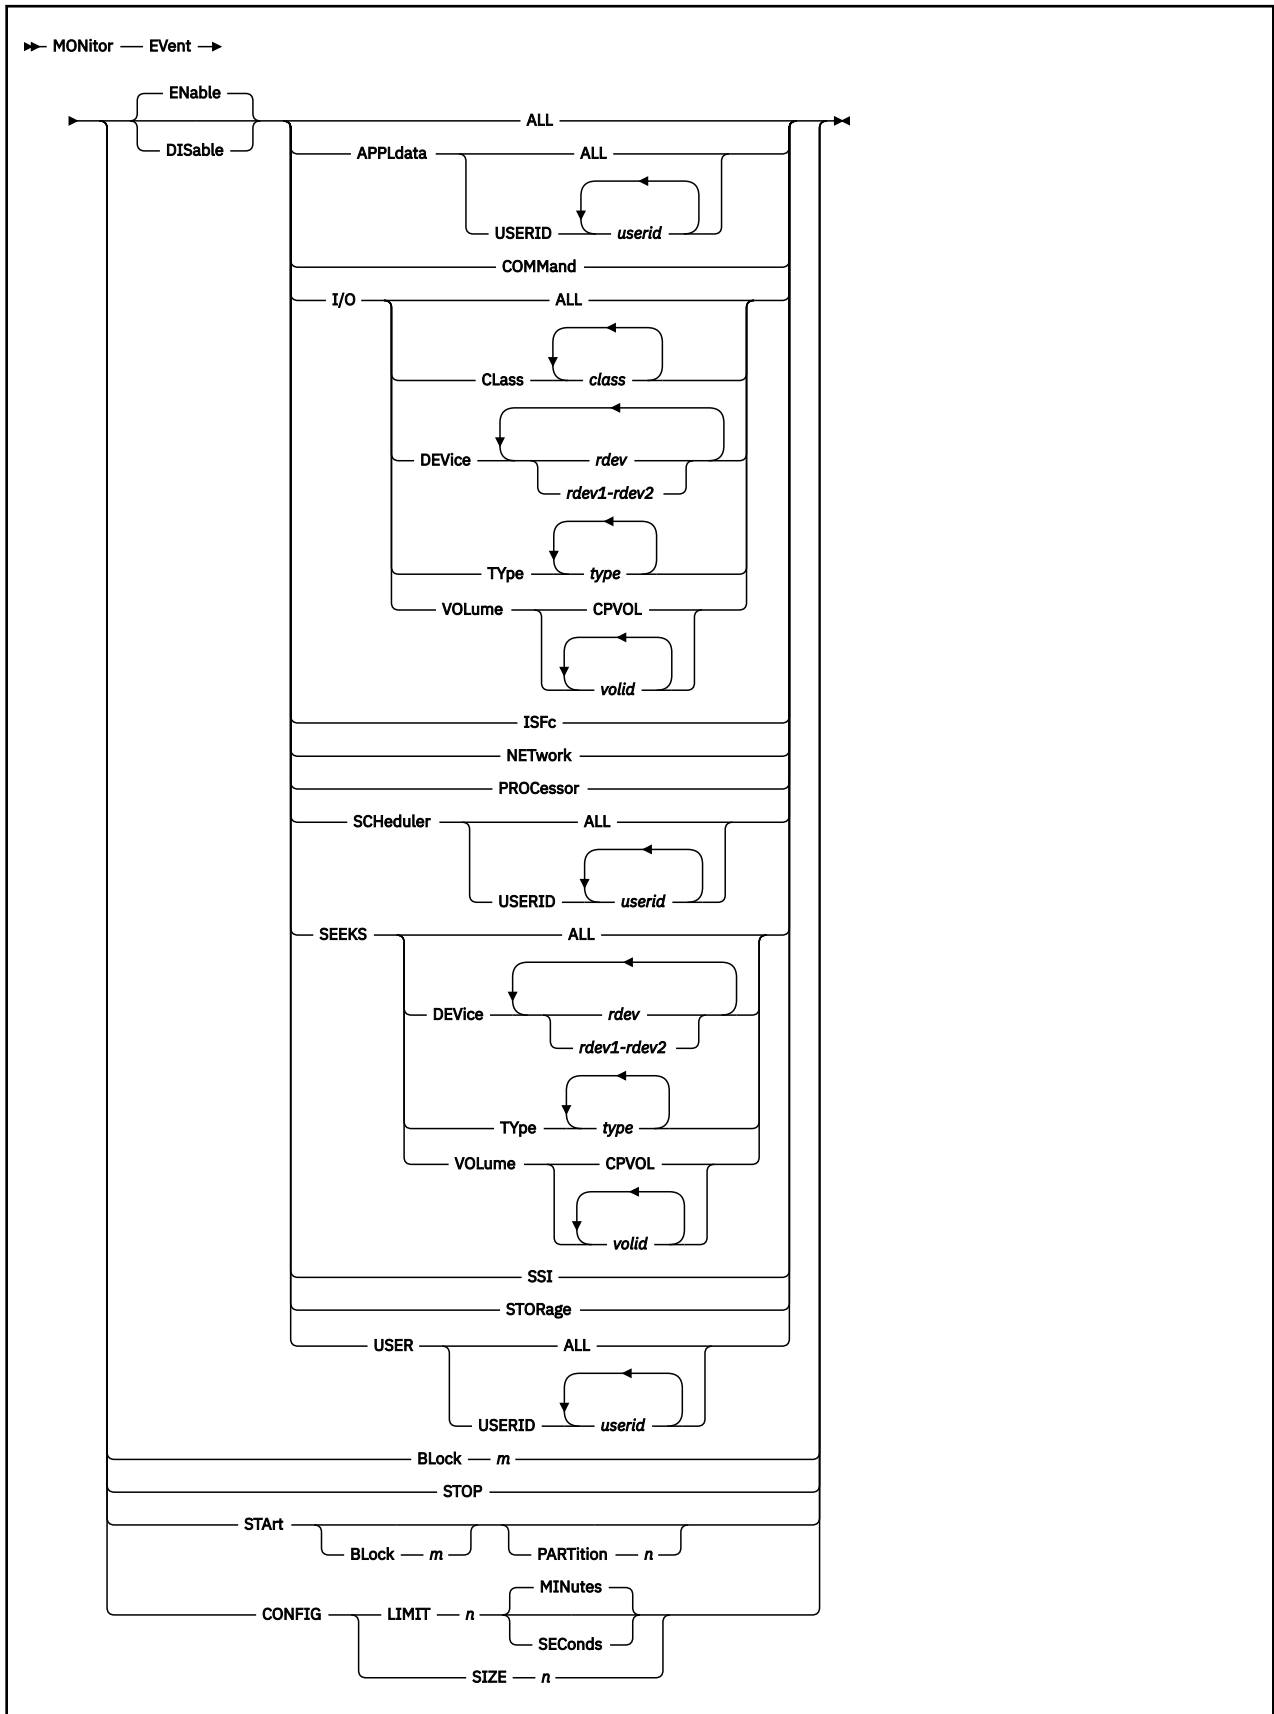 MONitor EVent
ENable
ALL
DISable
APPLdata ALL
USERID userid
COMMand
I/O ALL
CLass class
DEVice rdev
rdev1-rdev2
TYpe type
VOLume CPVOL
volid
ISFc
NETwork
PROCessor
SCHeduler ALL
USERID userid
SEEKS ALL
DEVice rdev
rdev1-rdev2
TYpe type
VOLume CPVOL
volid
SSI
STORage
USER ALL
USERID userid
BLock m
STOP
STArt
BLock m PARTition n
MINutes
CONFIG LIMIT n
SEConds
SIZE n